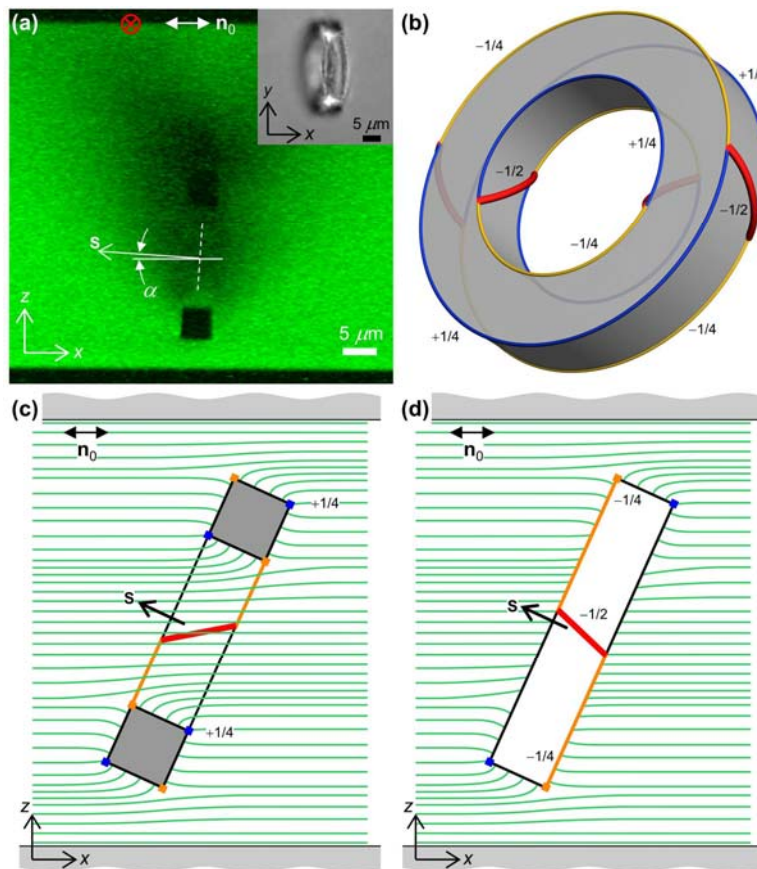 (a)
n₀
s
α
z
x
5 μm
y
x
5 μm
(b)
−1/4
+1/4
+1/4
−1/2
−1/2
−1/4
+1/4
−1/4
(c)
n₀
+1/4
s
+1/4
z
x
(d)
n₀
−1/4
s
−1/2
−1/4
z
x